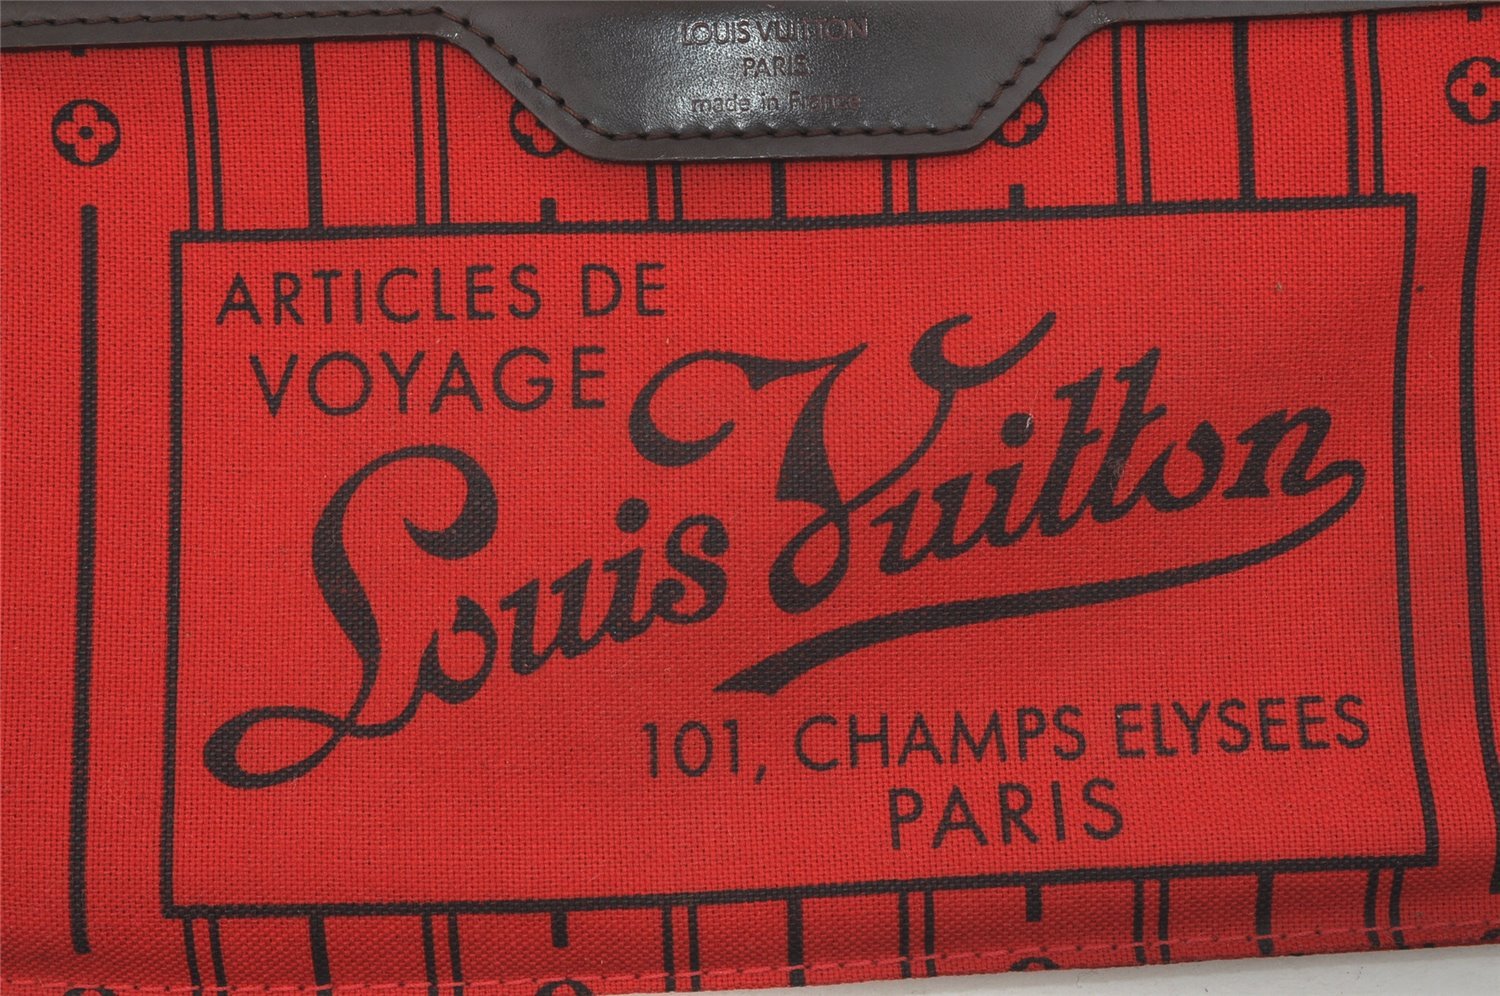 LOUIS VUITTON
PARIS
made in France
ARTICLES DE
VOYAGE
Louis Vuitton
101, CHAMPS ELYSEES
PARIS